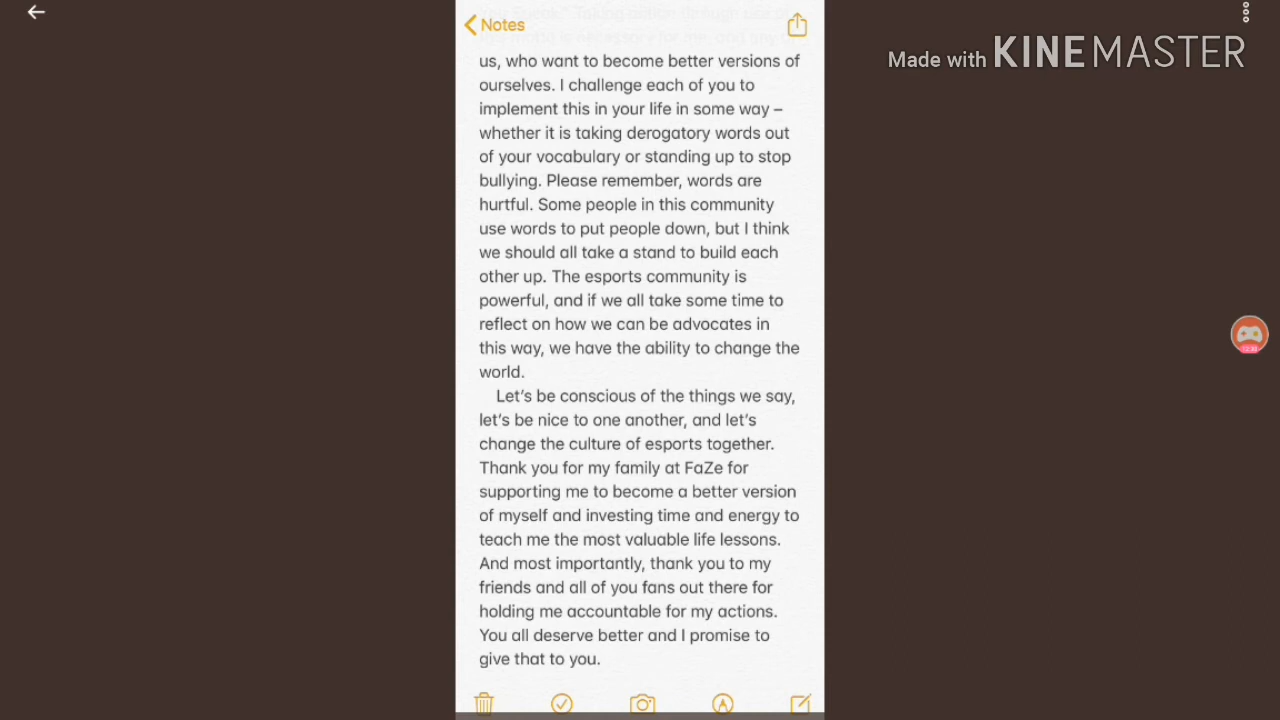 Notes
Made with KINEMASTER
us, who want to become better versions of
ourselves. I challenge each of you to
implement this in your life in some way –
whether it is taking derogatory words out
of your vocabulary or standing up to stop
bullying. Please remember, words are
hurtful. Some people in this community
use words to put people down, but I think
we should all take a stand to build each
other up. The esports community is
powerful, and if we all take some time to
reflect on how we can be advocates in
this way, we have the ability to change the
world.
Let's be conscious of the things we say,
let's be nice to one another, and let's
change the culture of esports together.
Thank you for my family at FaZe for
supporting me to become a better version
of myself and investing time and energy to
teach me the most valuable life lessons.
And most importantly, thank you to my
friends and all of you fans out there for
holding me accountable for my actions.
You all deserve better and I promise to
give that to you.